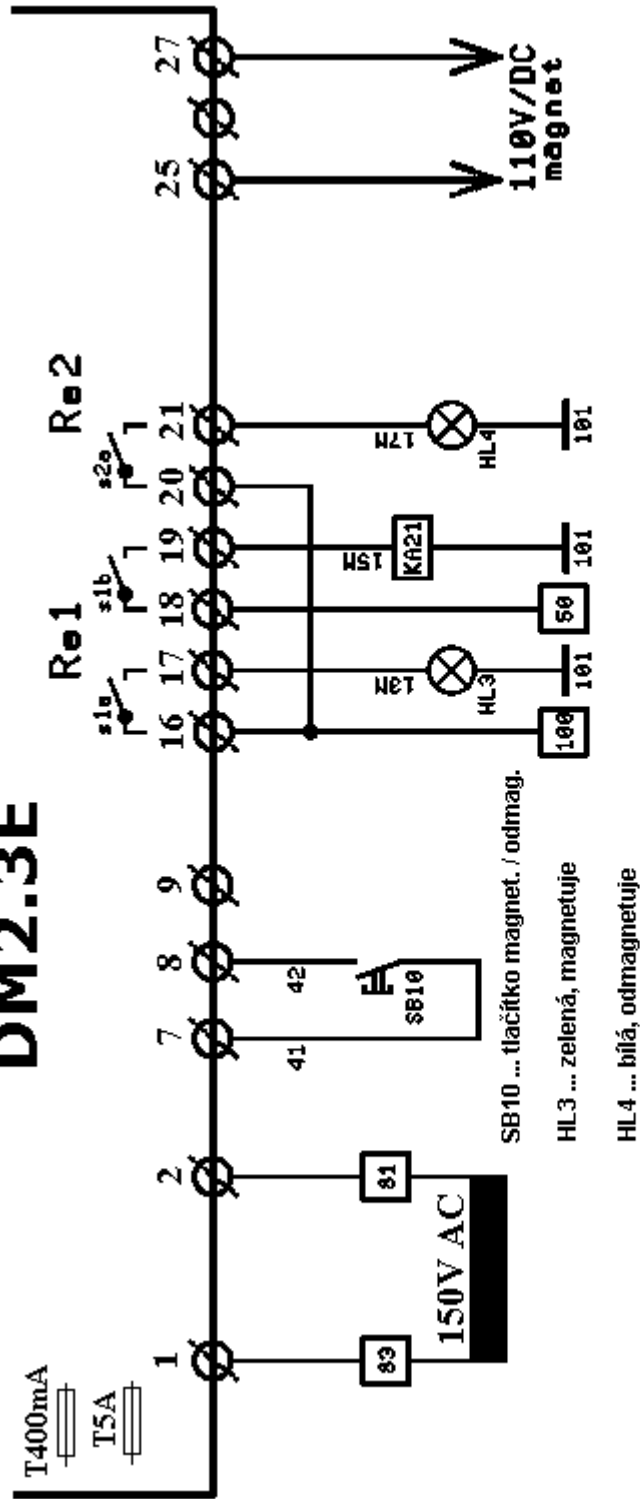 DM2.3E
T400mA
T5A
Re1
Re2
s1a
s1b
s2a
1
2
7
8
9
16
17
18
19
20
21
25
27
83
81
150V AC
41
42
SB10
100
13M
HL3
101
50
15M
KA21
101
17M
HL4
101
110V/DC
magnet
SB10 ... tlačítko magnet. / odmag.
HL3 ... zelená, magnetuje
HL4 ... bílá, odmagnetuje